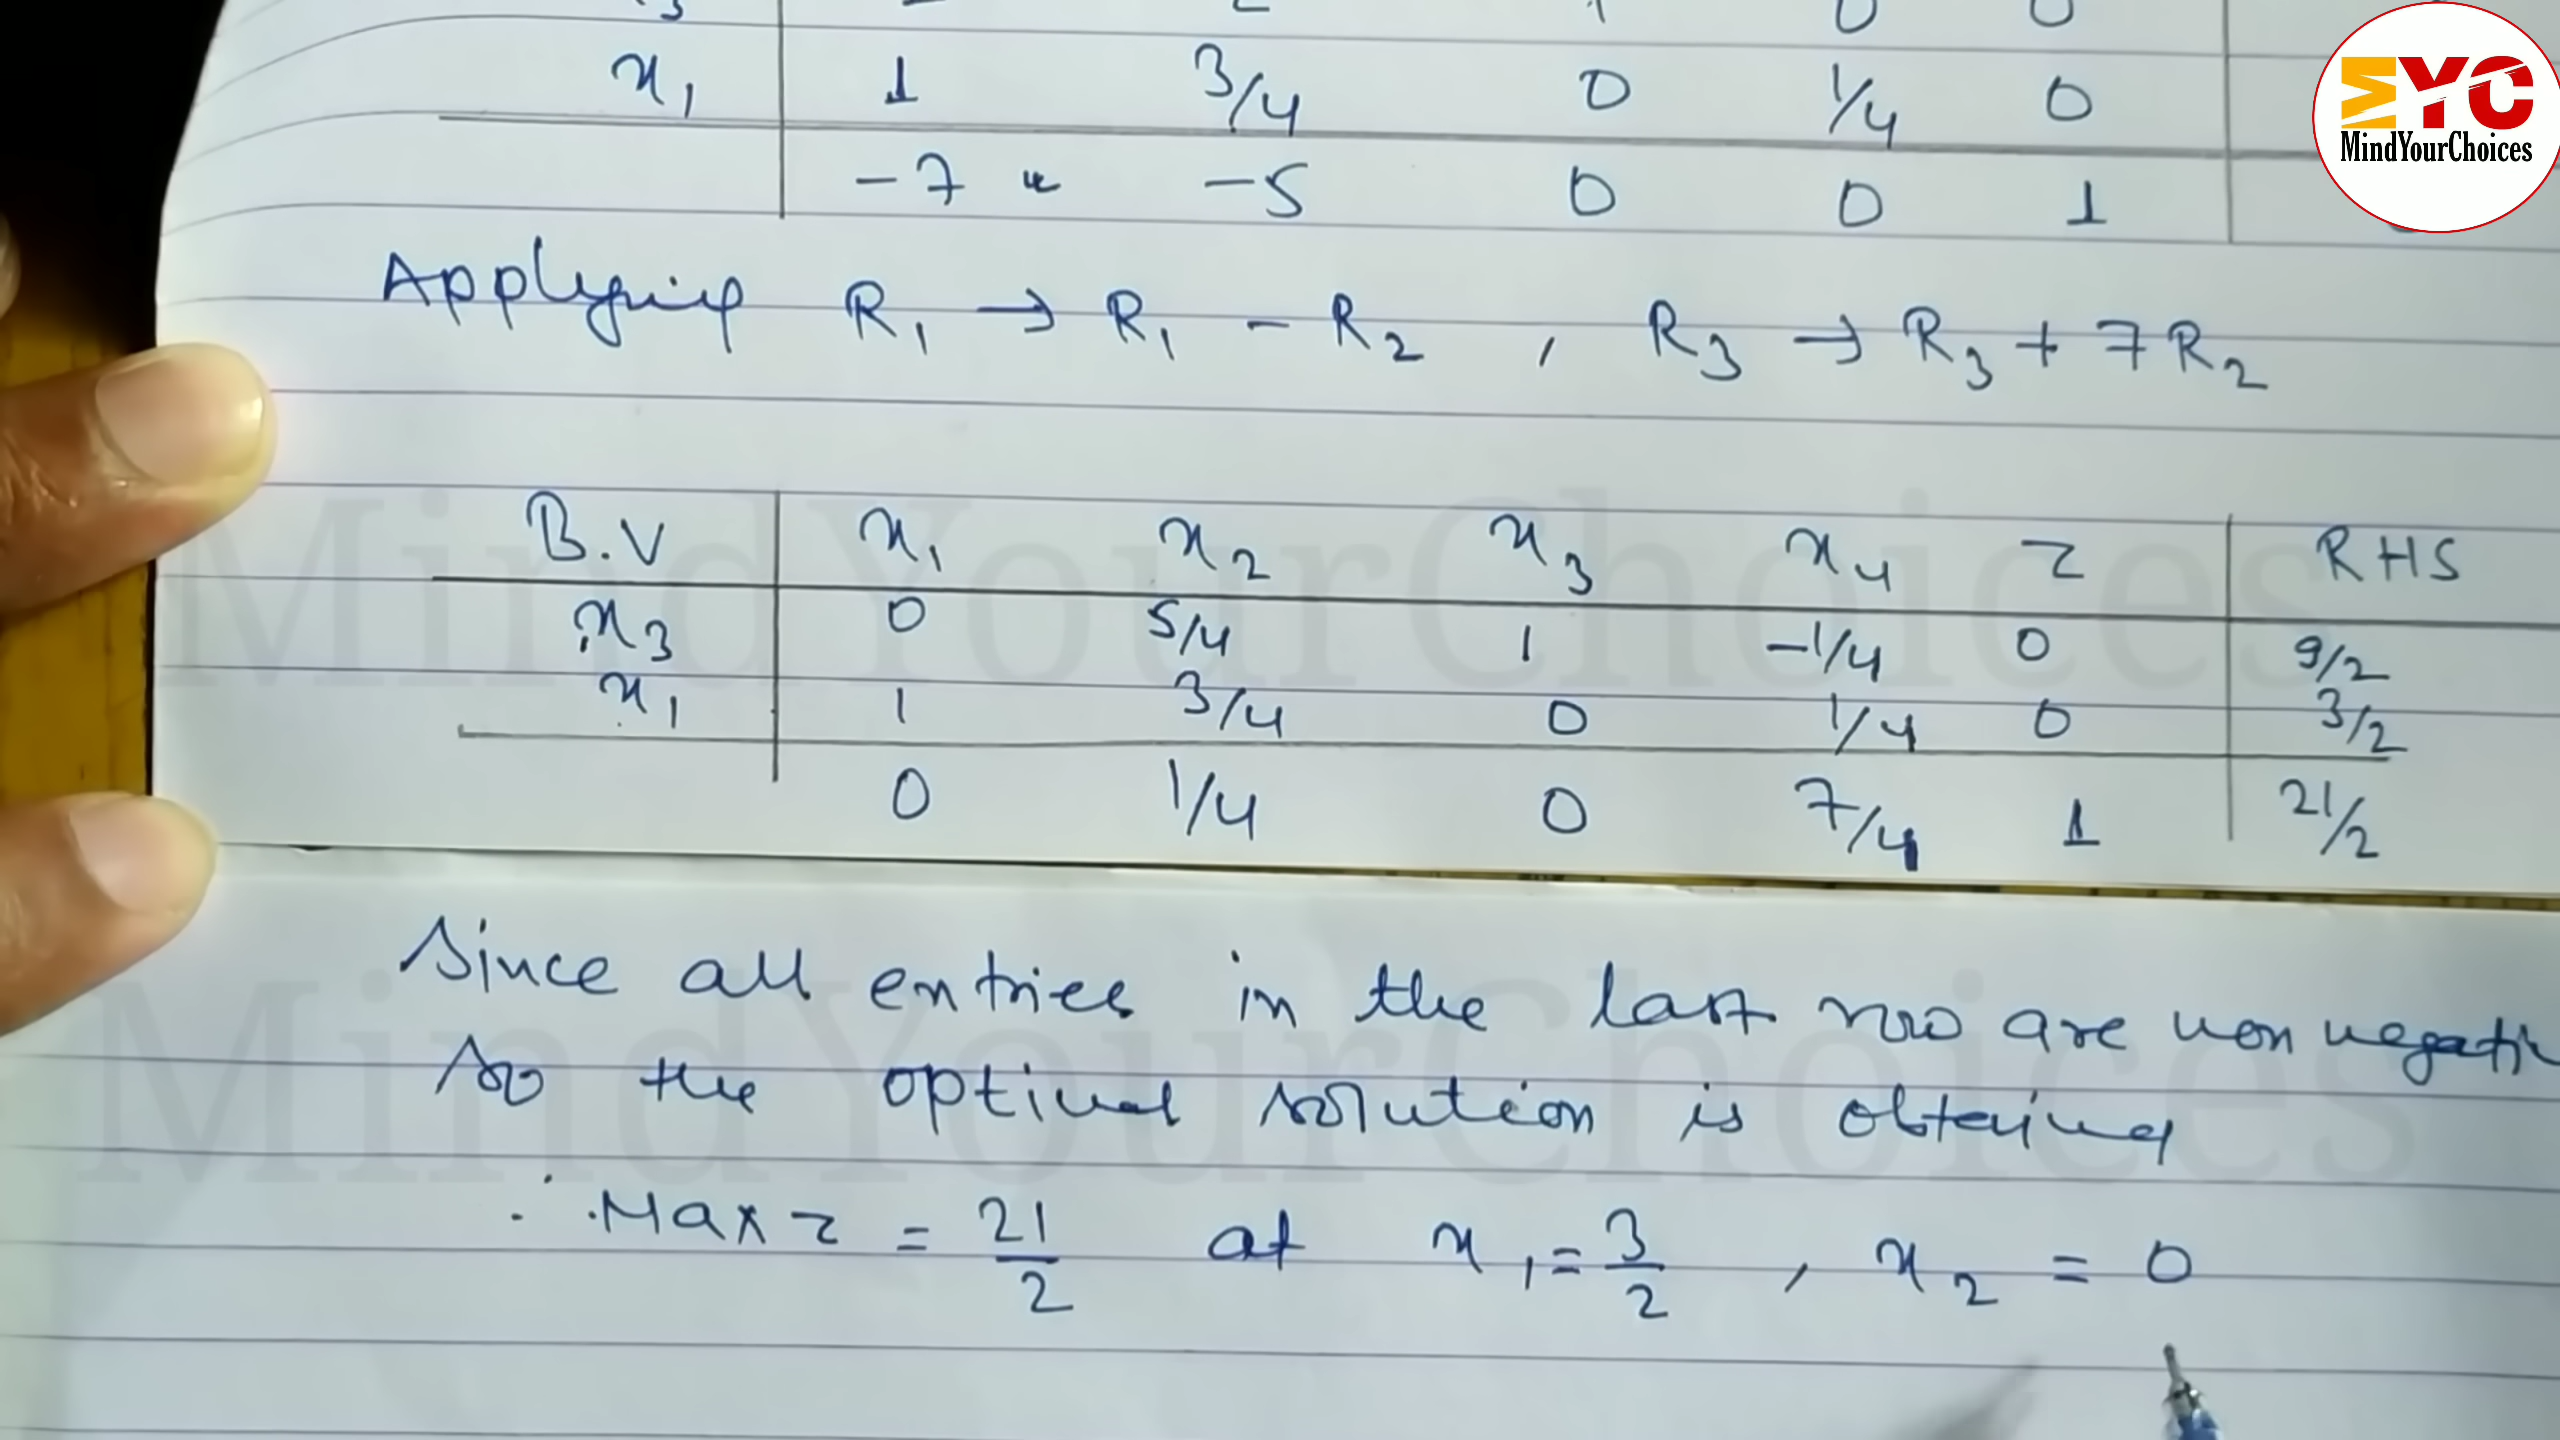 x₁ 1 3/4 0 1/4 0
-7 -5 0 0 1
MYC
MindYourChoices
Applying R₁ → R₁ - R₂ , R₃ → R₃ + 7R₂
B.V x₁ x₂ x₃ x₄ z RHS
x₃ 0 5/4 1 -1/4 0 9/2
x₁ 1 3/4 0 1/4 0 3/2
0 1/4 0 7/4 1 21/2
MindYourChoices
Since all entries in the last row are non
So the optimal solution is obtained
MindYourChoices
∴ Max z = 21/2 at x₁ = 3/2 , x₂ = 0